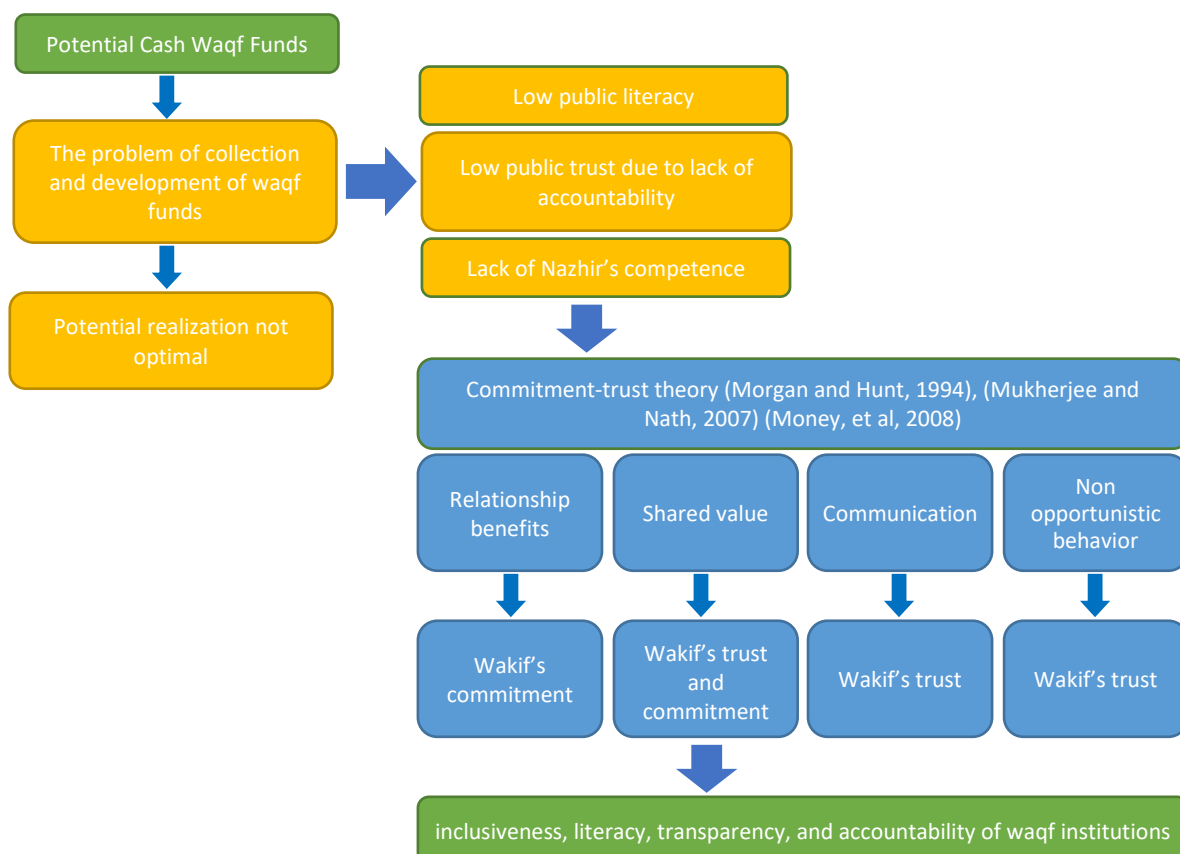 Potential Cash Waqf Funds
The problem of collection
and development of waqf
funds
Potential realization not
optimal
Low public literacy
Low public trust due to lack of
accountability
Lack of Nazhir’s competence
Commitment-trust theory (Morgan and Hunt, 1994), (Mukherjee and
Nath, 2007) (Money, et al, 2008)
Relationship
benefits
Shared value
Communication
Non
opportunistic
behavior
Wakif’s
commitment
Wakif’s trust
and
commitment
Wakif’s trust
Wakif’s trust
inclusiveness, literacy, transparency, and accountability of waqf institutions